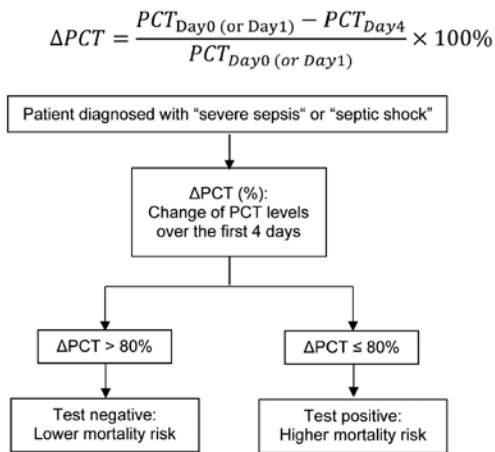 ΔPCT = (PCT_Day0 (or Day1) − PCT_Day4) / PCT_Day0 (or Day1) × 100%
Patient diagnosed with “severe sepsis“ or “septic shock”
ΔPCT (%):
Change of PCT levels
over the first 4 days
ΔPCT > 80%
ΔPCT ≤ 80%
Test negative:
Lower mortality risk
Test positive:
Higher mortality risk